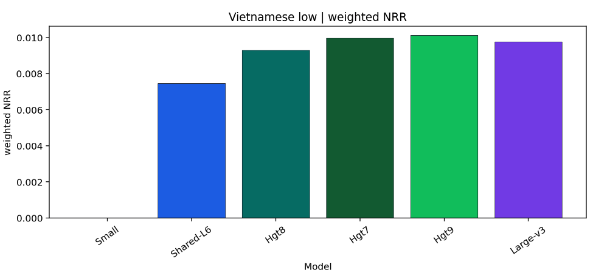 Vietnamese low | weighted NRR
weighted NRR
0.010
0.008
0.006
0.004
0.002
0.000
Small
Shared-L6
Hgt8
Hgt7
Hgt9
Large-v3
Model